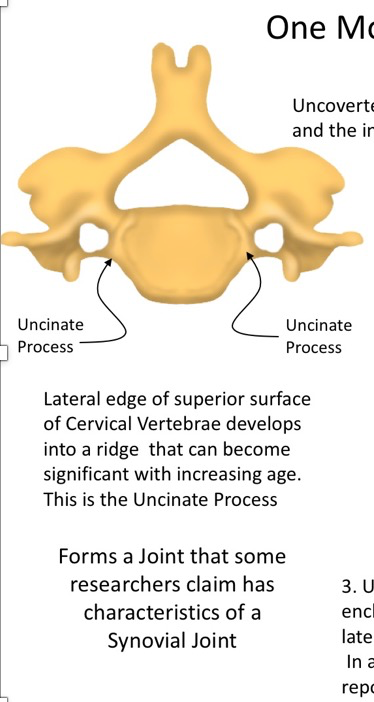 One Mo
Uncoverte
and the in
Uncinate
Process
Uncinate
Process
Lateral edge of superior surface
of Cervical Vertebrae develops
into a ridge that can become
significant with increasing age.
This is the Uncinate Process
Forms a Joint that some
researchers claim has
characteristics of a
Synovial Joint
3. U
encl
late
In a
repo